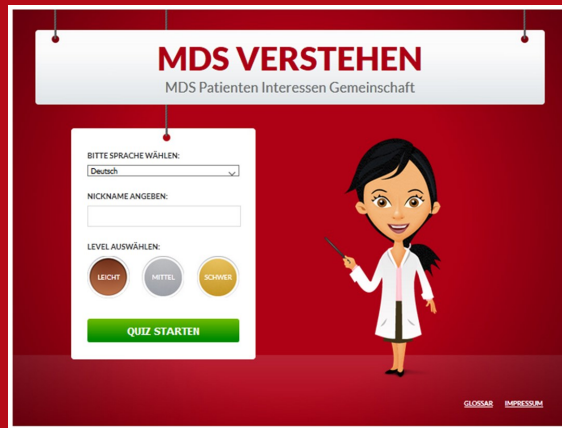 MDS VERSTEHEN
MDS Patienten Interessen Gemeinschaft
BITTE SPRACHE WÄHLEN:
Deutsch
NICKNAME ANGEBEN:
LEVEL AUSWÄHLEN:
LEICHT MITTEL SCHWER
QUIZ STARTEN
GLOSSAR IMPRESSUM